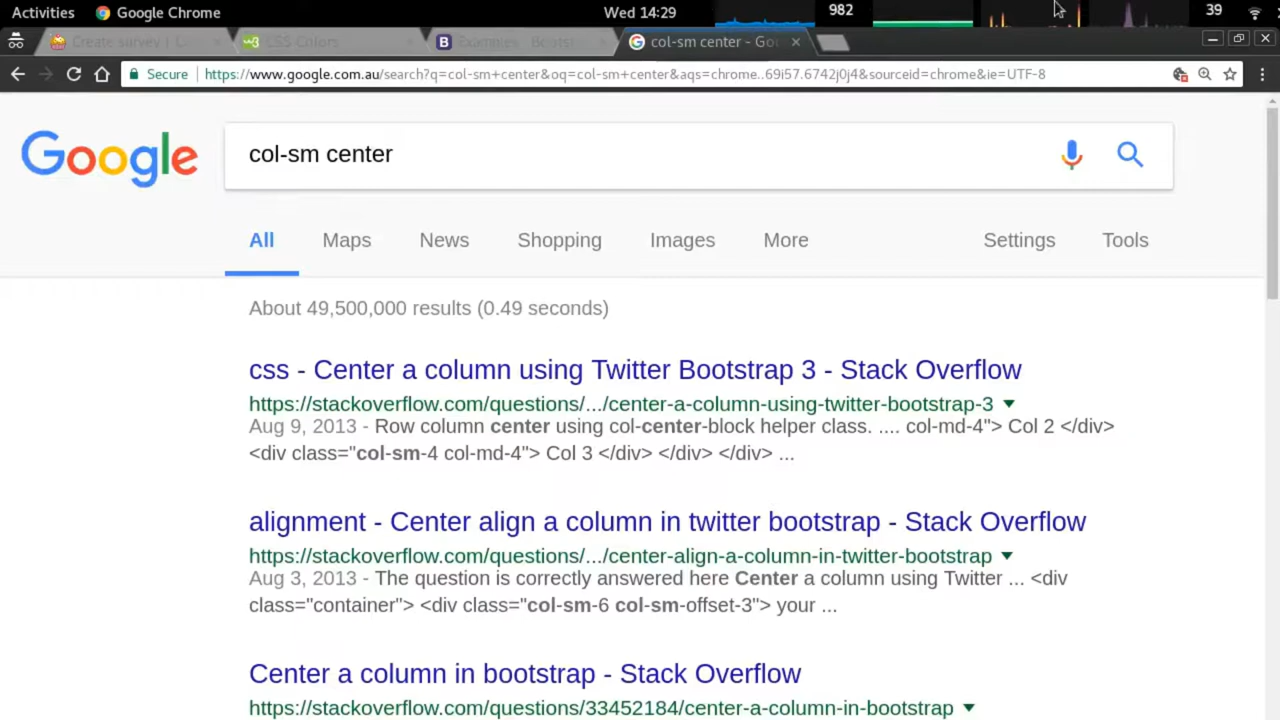 Activities Google Chrome Wed 14:29 982 39
Create survey | L CSS Colors Examples · Bootst col-sm center - Goo
Secure https://www.google.com.au/search?q=col-sm+center&oq=col-sm+center&aqs=chrome..69i57.6742j0j4&sourceid=chrome&ie=UTF-8
Google col-sm center
All Maps News Shopping Images More Settings Tools
About 49,500,000 results (0.49 seconds)
css - Center a column using Twitter Bootstrap 3 - Stack Overflow
https://stackoverflow.com/questions/.../center-a-column-using-twitter-bootstrap-3
Aug 9, 2013 - Row column center using col-center-block helper class. .... col-md-4"> Col 2 </div>
<div class="col-sm-4 col-md-4"> Col 3 </div> </div> </div> ...
alignment - Center align a column in twitter bootstrap - Stack Overflow
https://stackoverflow.com/questions/.../center-align-a-column-in-twitter-bootstrap
Aug 3, 2013 - The question is correctly answered here Center a column using Twitter ... <div
class="container"> <div class="col-sm-6 col-sm-offset-3"> your ...
Center a column in bootstrap - Stack Overflow
https://stackoverflow.com/questions/33452184/center-a-column-in-bootstrap